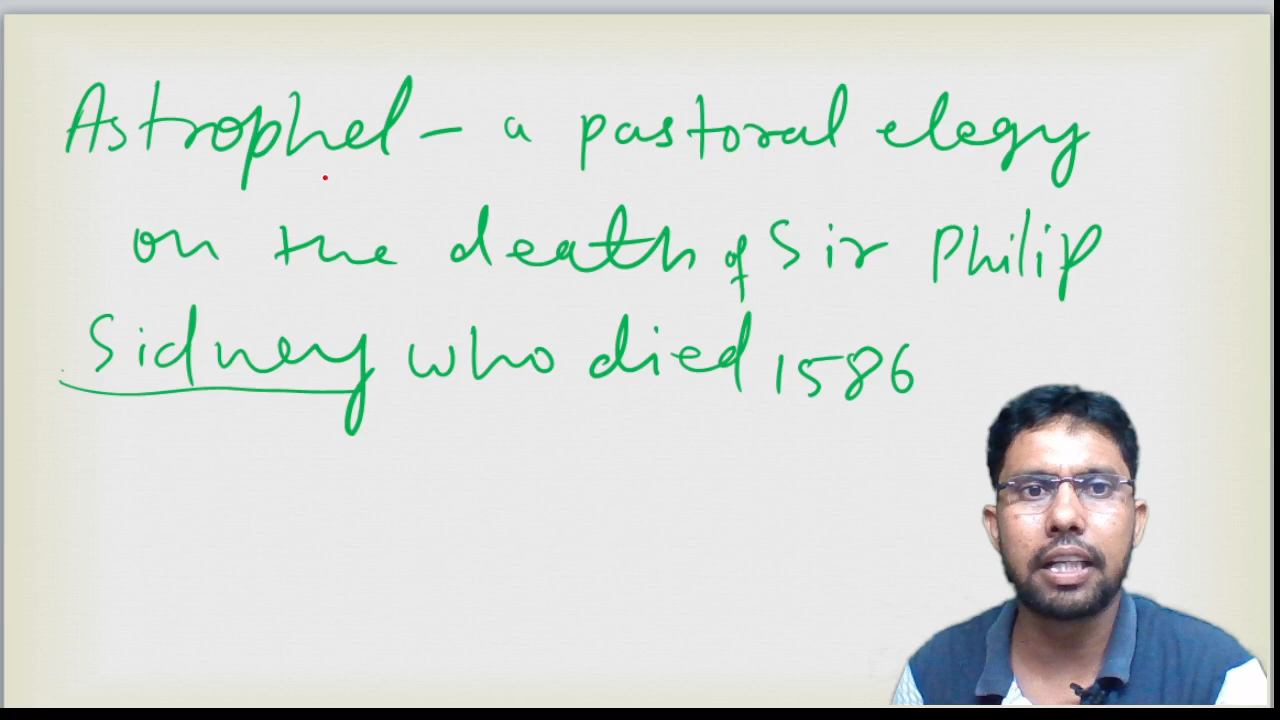 Astrophel - a pastoral elegy
on the death of Sir Philip
Sidney who died 1586